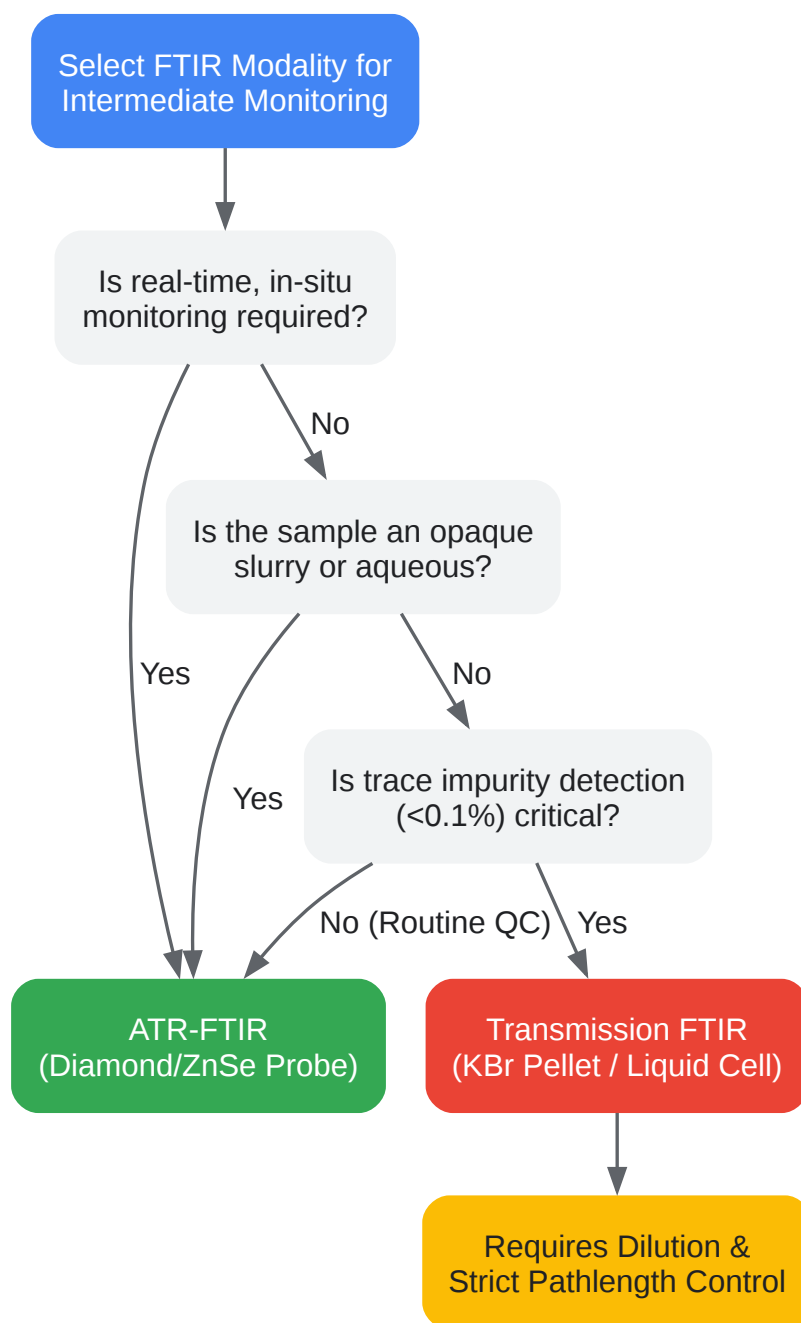 Select FTIR Modality for
Intermediate Monitoring
Is real-time, in-situ
monitoring required?
No
Is the sample an opaque
slurry or aqueous?
Yes
No
Is trace impurity detection
(<0.1%) critical?
Yes
No (Routine QC)
Yes
ATR-FTIR
(Diamond/ZnSe Probe)
Transmission FTIR
(KBr Pellet / Liquid Cell)
Requires Dilution &
Strict Pathlength Control